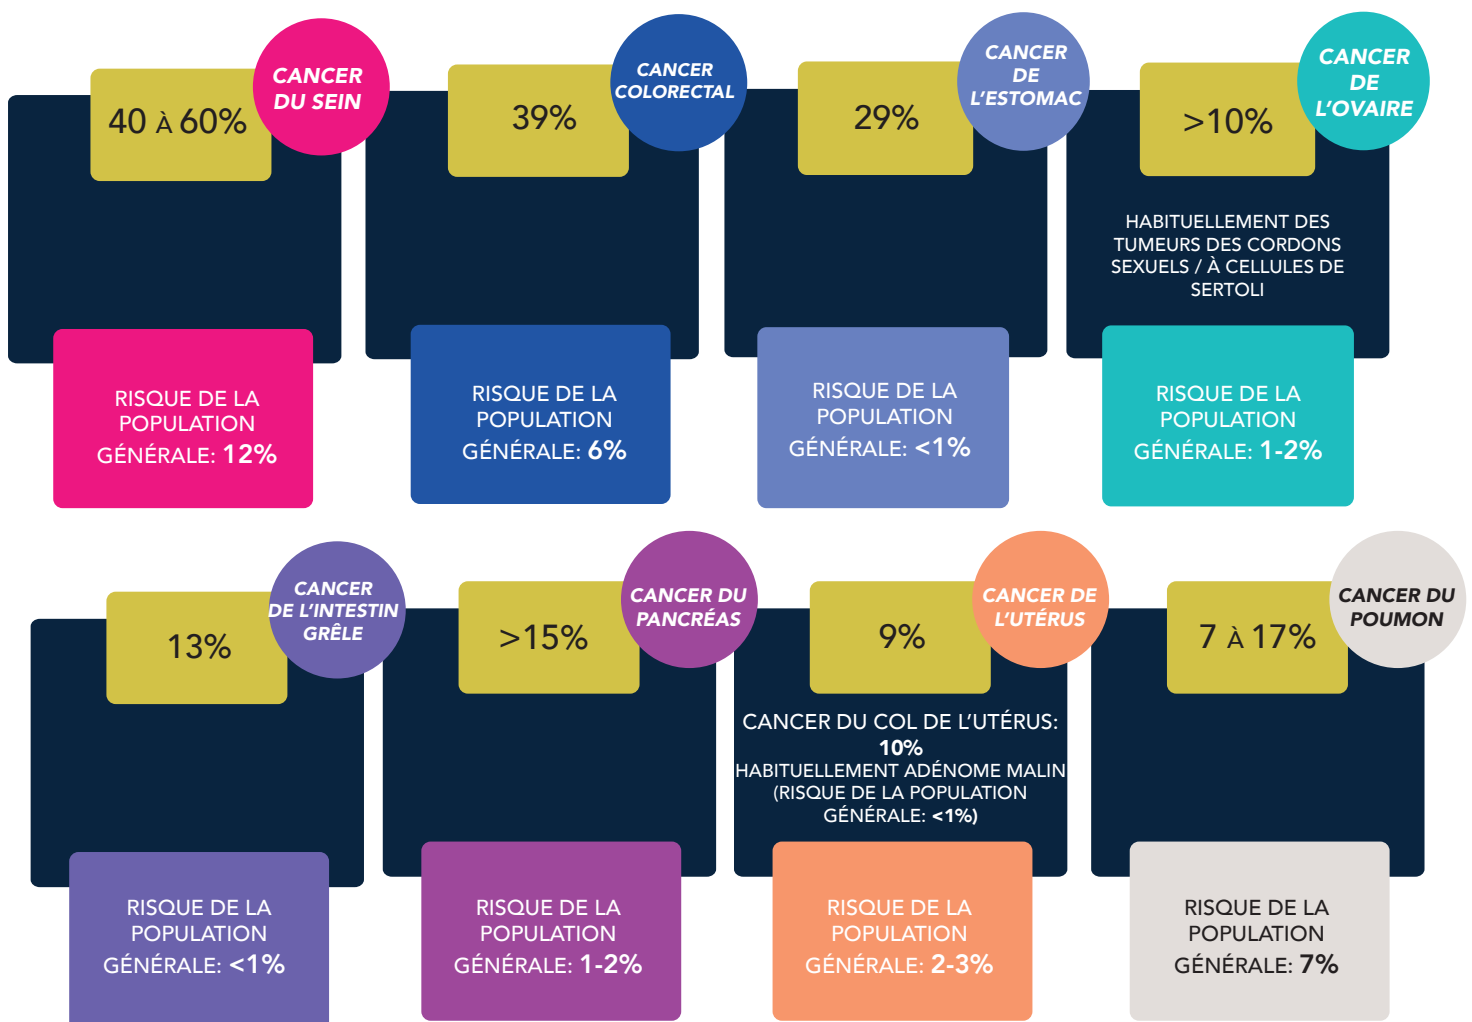 40 À 60%
CANCER
DU SEIN
RISQUE DE LA
POPULATION
GÉNÉRALE: 12%
39%
CANCER
COLORECTAL
RISQUE DE LA
POPULATION
GÉNÉRALE: 6%
29%
CANCER
DE
L'ESTOMAC
RISQUE DE LA
POPULATION
GÉNÉRALE: <1%
>10%
CANCER
DE
L'OVAIRE
HABITUELLEMENT DES
TUMEURS DES CORDONS
SEXUELS / À CELLULES DE
SERTOLI
RISQUE DE LA
POPULATION
GÉNÉRALE: 1-2%
13%
CANCER
DE L'INTESTIN
GRÊLE
RISQUE DE LA
POPULATION
GÉNÉRALE: <1%
>15%
CANCER DU
PANCRÉAS
RISQUE DE LA
POPULATION
GÉNÉRALE: 1-2%
9%
CANCER DE
L'UTÉRUS
CANCER DU COL DE L'UTÉRUS:
10%
HABITUELLEMENT ADÉNOME MALIN
(RISQUE DE LA POPULATION
GÉNÉRALE: <1%)
RISQUE DE LA
POPULATION
GÉNÉRALE: 2-3%
7 À 17%
CANCER DU
POUMON
RISQUE DE LA
POPULATION
GÉNÉRALE: 7%